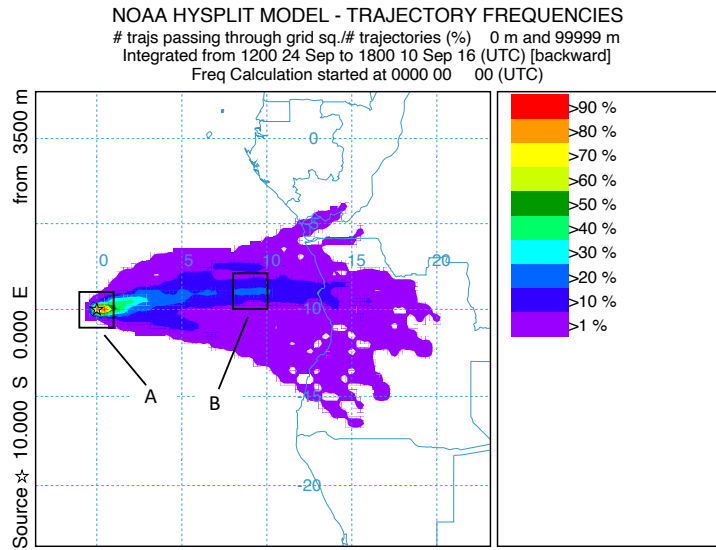 NOAA HYSPLIT MODEL - TRAJECTORY FREQUENCIES
# trajs passing through grid sq./# trajectories (%) 0 m and 99999 m
Integrated from 1200 24 Sep to 1800 10 Sep 16 (UTC) [backward]
Freq Calculation started at 0000 00 00 (UTC)
Source ☆ 10.000 S 0.000 E from 3500 m
0
0 5 10 15 20
-10
-15
-20
A
B
>90 %
>80 %
>70 %
>60 %
>50 %
>40 %
>30 %
>20 %
>10 %
>1 %